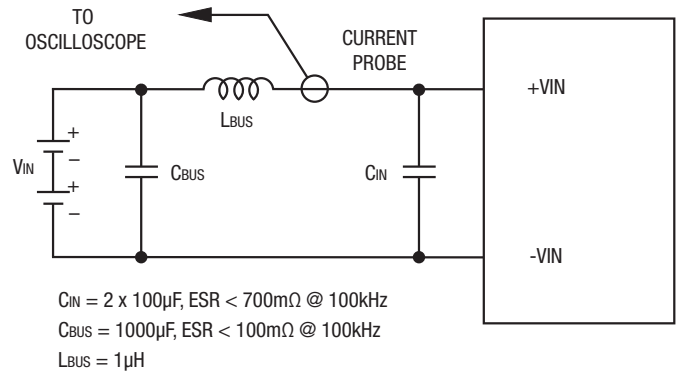 TO
OSCILLOSCOPE
CURRENT
PROBE
+VIN
LBUS
VIN
+
−
+
−
CBUS
CIN
-VIN
CIN = 2 x 100µF, ESR < 700mΩ @ 100kHz
CBUS = 1000µF, ESR < 100mΩ @ 100kHz
LBUS = 1µH